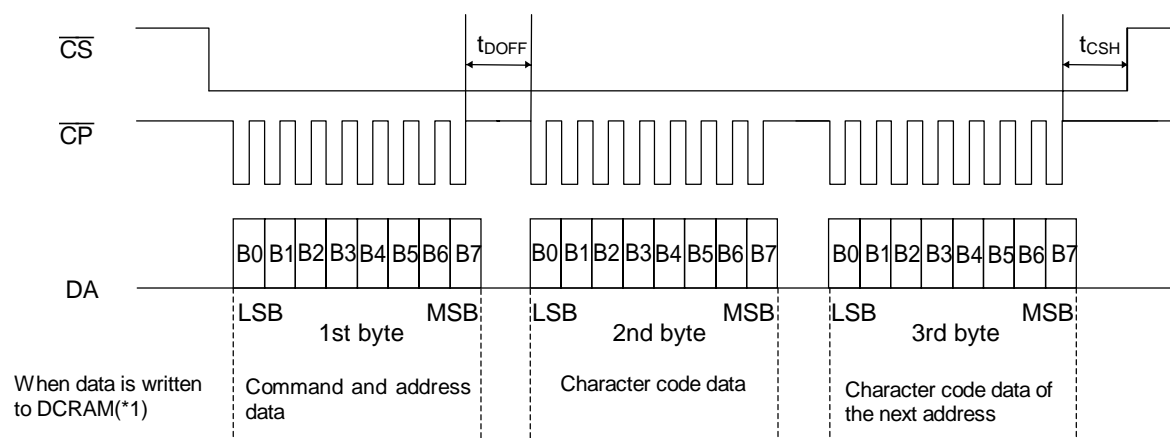 CS
tDOFF
tCSH
CP
B0 B1 B2 B3 B4 B5 B6 B7
B0 B1 B2 B3 B4 B5 B6 B7
B0 B1 B2 B3 B4 B5 B6 B7
DA
LSB MSB
1st byte
LSB MSB
2nd byte
LSB MSB
3rd byte
When data is written
to DCRAM(*1)
Command and address
data
Character code data
Character code data of
the next address